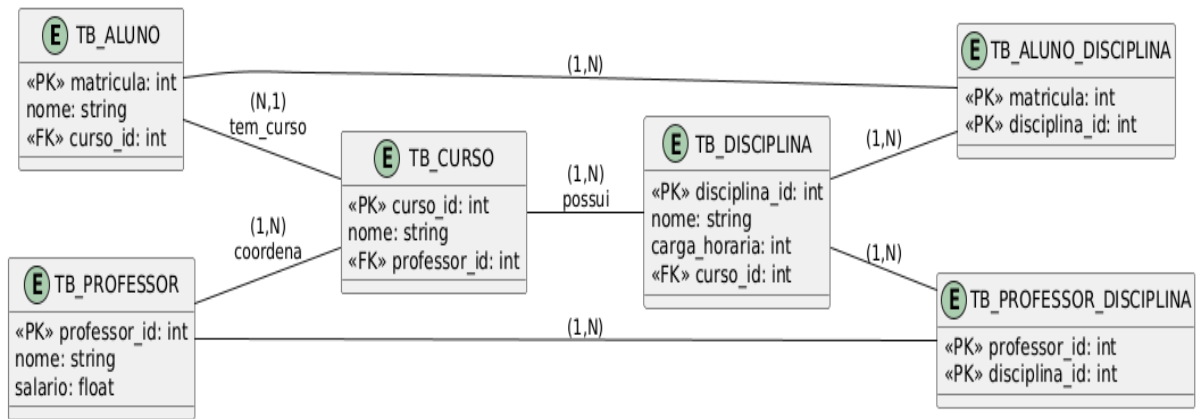 E TB_ALUNO
«PK» matricula: int
nome: string
«FK» curso_id: int
(1,N)
E TB_ALUNO_DISCIPLINA
«PK» matricula: int
«PK» disciplina_id: int
(N,1)
tem_curso
E TB_CURSO
«PK» curso_id: int
nome: string
«FK» professor_id: int
(1,N)
possui
E TB_DISCIPLINA
«PK» disciplina_id: int
nome: string
carga_horaria: int
«FK» curso_id: int
(1,N)
(1,N)
coordena
(1,N)
E TB_PROFESSOR
«PK» professor_id: int
nome: string
salario: float
(1,N)
E TB_PROFESSOR_DISCIPLINA
«PK» professor_id: int
«PK» disciplina_id: int